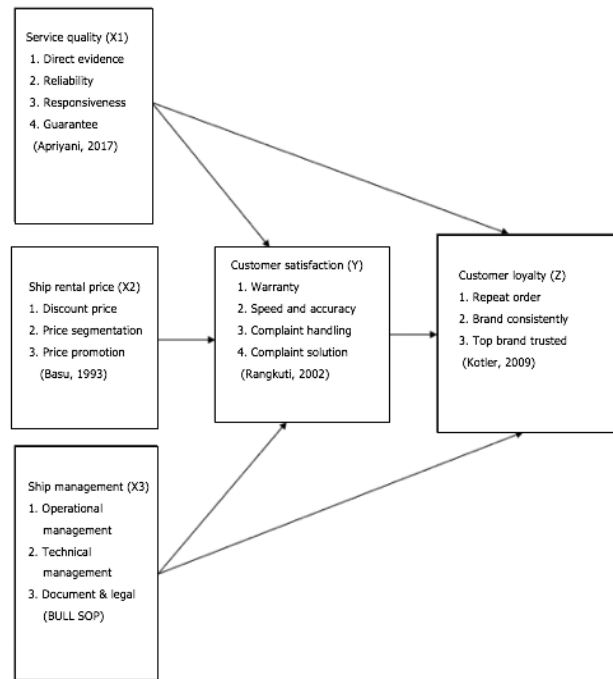 Service quality (X1)
1. Direct evidence
2. Reliability
3. Responsiveness
4. Guarantee
(Apriyani, 2017)
Ship rental price (X2)
1. Discount price
2. Price segmentation
3. Price promotion
(Basu, 1993)
Ship management (X3)
1. Operational
management
2. Technical
management
3. Document & legal
(BULL SOP)
Customer satisfaction (Y)
1. Warranty
2. Speed and accuracy
3. Complaint handling
4. Complaint solution
(Rangkuti, 2002)
Customer loyalty (Z)
1. Repeat order
2. Brand consistently
3. Top brand trusted
(Kotler, 2009)